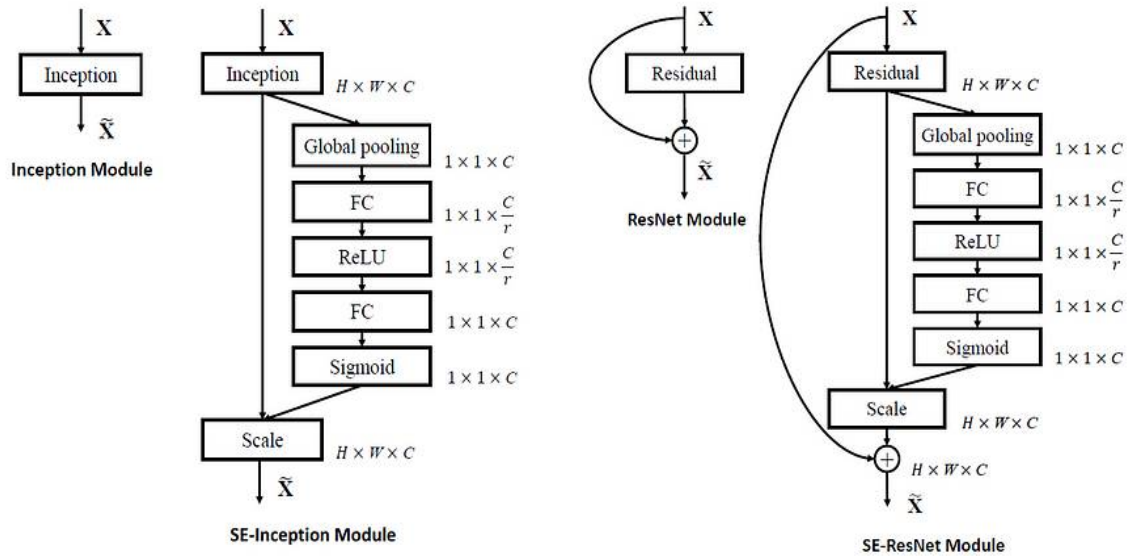 X
Inception
X̃
Inception Module
X
Inception
H × W × C
Global pooling
1 × 1 × C
FC
1 × 1 × C/r
ReLU
1 × 1 × C/r
FC
1 × 1 × C
Sigmoid
1 × 1 × C
Scale
H × W × C
X̃
SE-Inception Module
X
Residual
+
X̃
ResNet Module
X
Residual
H × W × C
Global pooling
1 × 1 × C
FC
1 × 1 × C/r
ReLU
1 × 1 × C/r
FC
1 × 1 × C
Sigmoid
1 × 1 × C
Scale
H × W × C
+
H × W × C
X̃
SE-ResNet Module